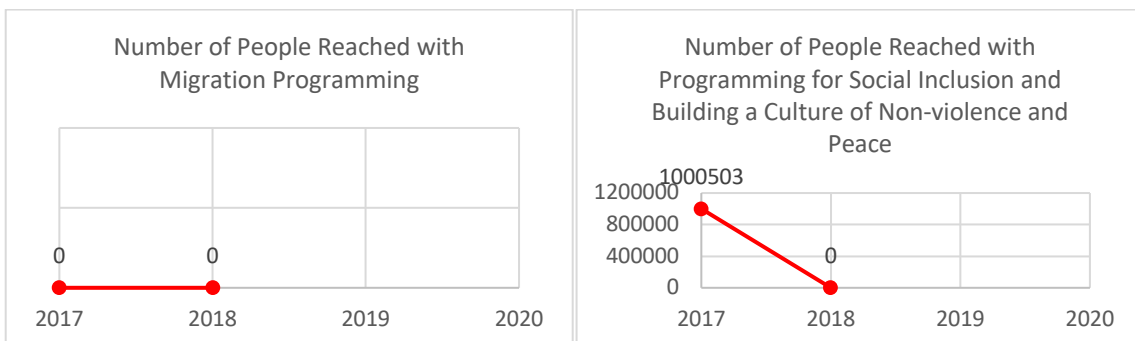 Number of People Reached with
Migration Programming
0
0
2017
2018
2019
2020
Number of People Reached with
Programming for Social Inclusion and
Building a Culture of Non-violence and
Peace
1000503
1200000
800000
400000
0
0
2017
2018
2019
2020